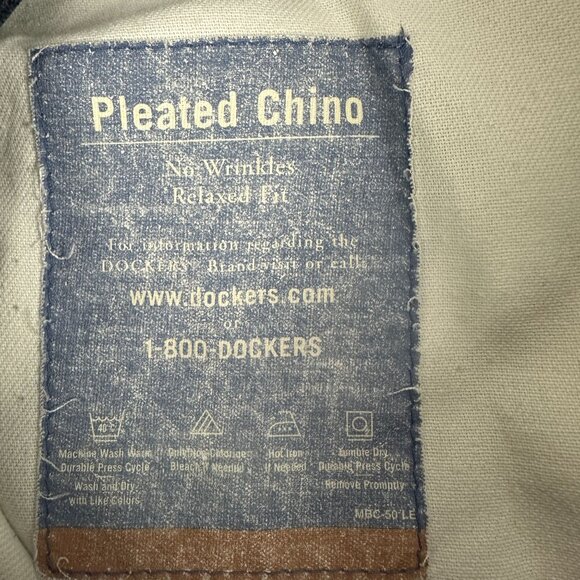 Pleated Chino
No Wrinkles
Relaxed Fit
For information regarding the
DOCKERS® Brand visit or call:
www.dockers.com
or
1-800-DOCKERS
40°C
Machine Wash Warm
Durable Press Cycle
Wash and Dry
with Like Colors
Only Non-Chlorine
Bleach if Needed
Hot Iron
If Needed
Tumble Dry
Durable Press Cycle
Remove Promptly
MBC-50 LE